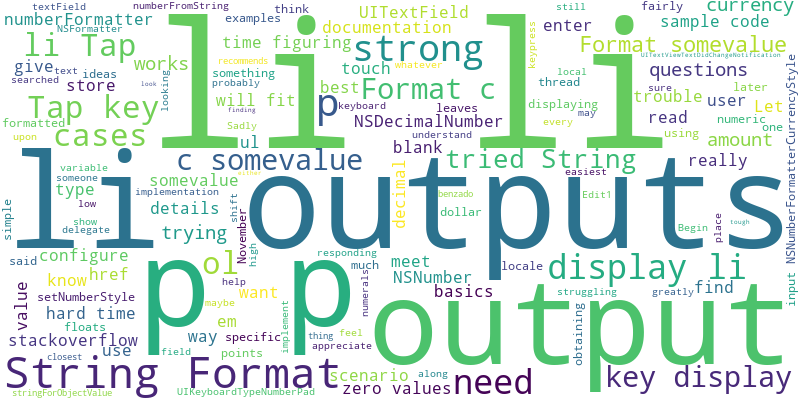 textField numberFromString
numberFormatter examples think UITextField still fairly currency
NSFormatter documentation enter sample code
li Tap time figuring strong Format somevalue
give works something touch keypress UITextViewTextDidChangeNotification
searched text ideas probably best Format c whatever local thread questions
store looking will fit p displaying trouble sure later
Tap key li li user Let
formatted recommends keyboard leaves NSDecimalNumber may read numeric one
upon cases finding look Sadly ul understand blank every using amount
c somevalue tried String really
variable someone somevalue
type implementation decimal
low details benzado Edit1 easiest
simple li outputs
show delegate trying shift November dollar Begin place tough
said configure high responding meet locale display li NSNumberFormatterCurrencyStyle
know href p ol help much NSNumber find input
setNumberStyle want numerals basics struggling greatly
value hard time em maybe p output
floats way specific implement thing feel obtaining
stackoverflow points appreciate
use field scenario along
closest String Format zero values need key display
stringForObjectValue UIKeyboardTypeNumberPad either